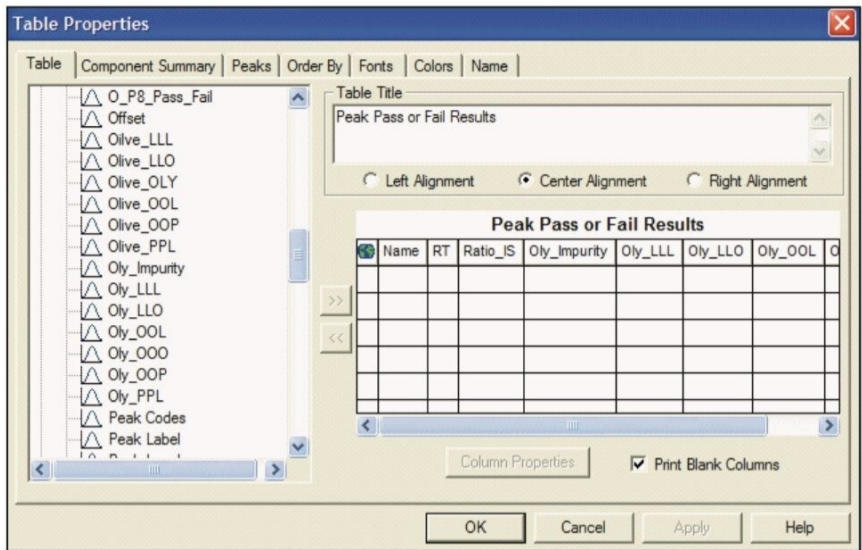 Table Properties
Table Component Summary Peaks Order By Fonts Colors Name
O_P8_Pass_Fail
Offset
Oilve_LLL
Olive_LLO
Olive_OLY
Olive_OOL
Olive_OOP
Olive_PPL
Oly_Impurity
Oly_LLL
Oly_LLO
Oly_OOL
Oly_OOO
Oly_OOP
Oly_PPL
Peak Codes
Peak Label
Table Title
Peak Pass or Fail Results
Left Alignment Center Alignment Right Alignment
Peak Pass or Fail Results
Name RT Ratio_IS Oly_Impurity Oly_LLL Oly_LLO Oly_OOL O
>>
<<
Column Properties Print Blank Columns
OK Cancel Apply Help